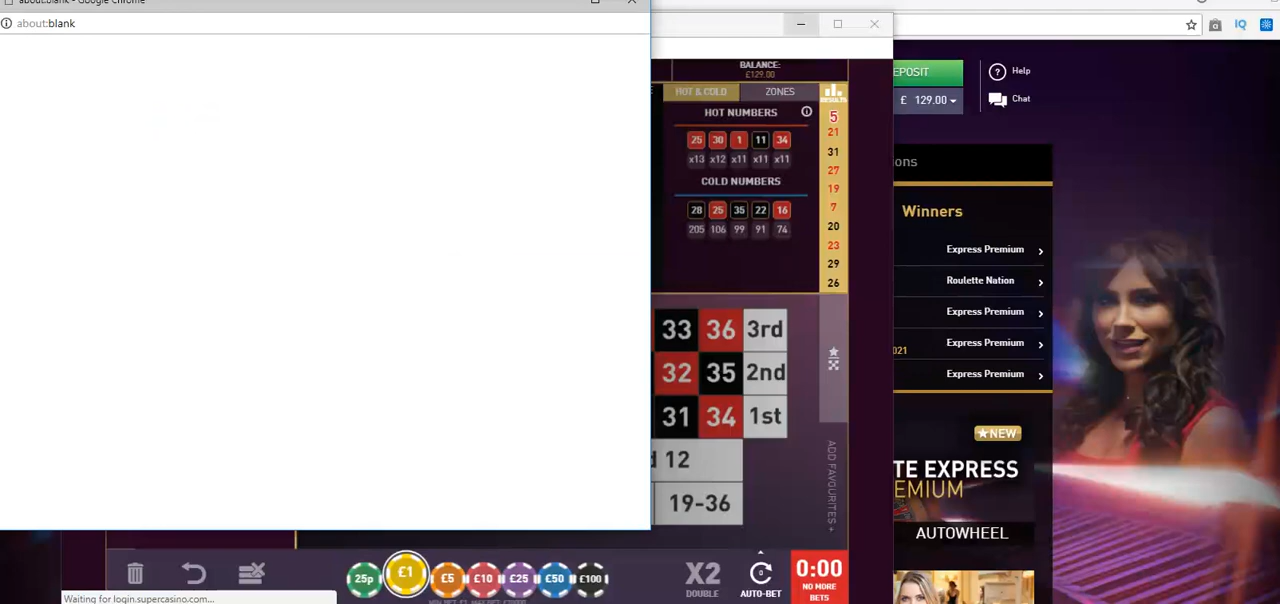 about:blank - Google Chrome
about:blank
BALANCE:
£129.00
HOT & COLD
ZONES
HOT NUMBERS
25 30 1 11 34
x13 x12 x11 x11 x11
COLD NUMBERS
28 25 35 22 16
205 106 99 91 74
RESULTS
5
21
31
27
19
7
20
23
29
26
33 36 3rd
32 35 2nd
31 34 1st
d 12
19-36
ADD FAVOURITES +
25p £1 £5 £10 £25 £50 £100
X2
DOUBLE
0
AUTO-BET
0:00
NO MORE
BETS
Waiting for login.supercasino.com...
IQ
EPOSIT
£ 129.00
Help
Chat
ons
Winners
Express Premium
Roulette Nation
Express Premium
Express Premium
021
Express Premium
NEW
TE EXPRESS
EMIUM
AUTOWHEEL